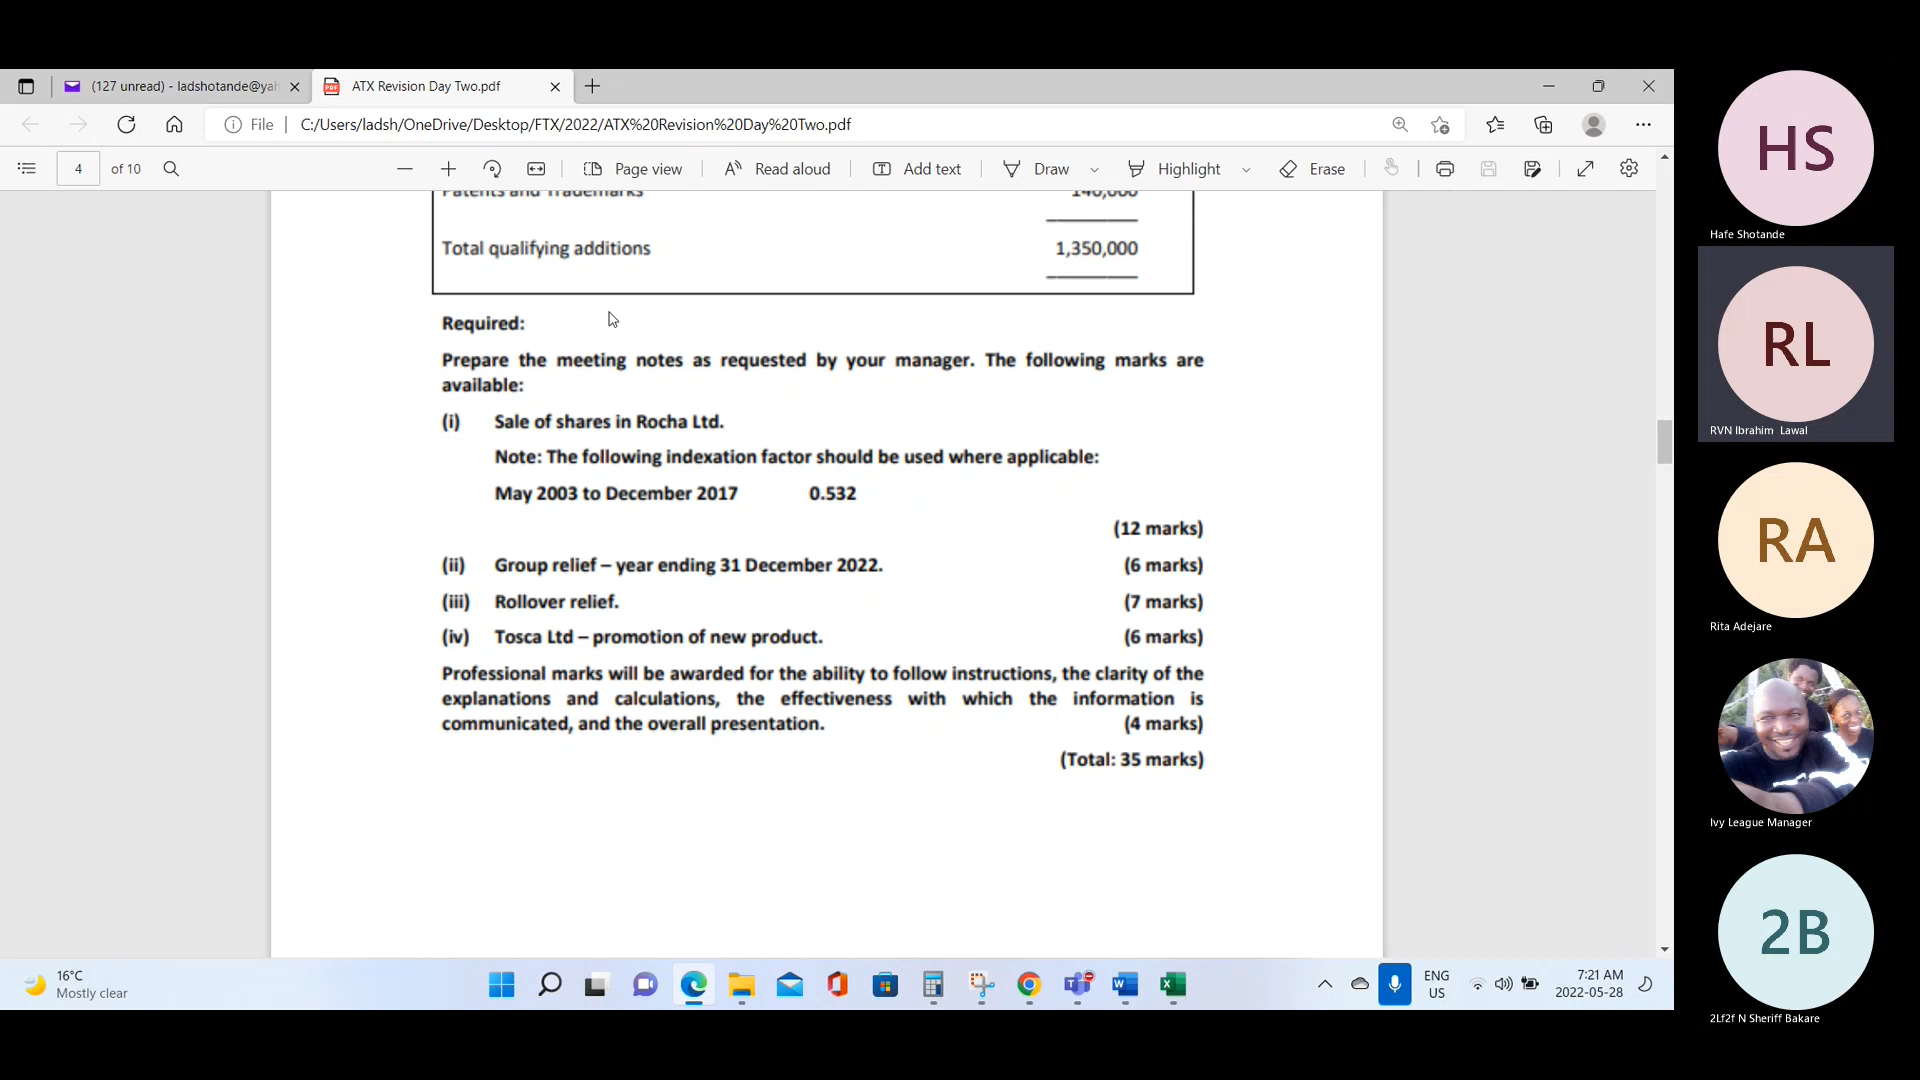 (127 unread) - ladshotande@yah
ATX Revision Day Two.pdf
File
C:/Users/ladsh/OneDrive/Desktop/FTX/2022/ATX%20Revision%20Day%20Two.pdf
4 of 10
Page view
Read aloud
Add text
Draw
Highlight
Erase
Patents and Trademarks 140,000
Total qualifying additions 1,350,000
Required:
Prepare the meeting notes as requested by your manager. The following marks are
available:
(i) Sale of shares in Rocha Ltd.
Note: The following indexation factor should be used where applicable:
May 2003 to December 2017 0.532
(12 marks)
(ii) Group relief – year ending 31 December 2022. (6 marks)
(iii) Rollover relief. (7 marks)
(iv) Tosca Ltd – promotion of new product. (6 marks)
Professional marks will be awarded for the ability to follow instructions, the clarity of the
explanations and calculations, the effectiveness with which the information is
communicated, and the overall presentation. (4 marks)
(Total: 35 marks)
16°C
Mostly clear
ENG
US
7:21 AM
2022-05-28
HS
Hafe Shotande
RL
RVN Ibrahim Lawal
RA
Rita Adejare
Ivy League Manager
2B
2Lf2f N Sheriff Bakare